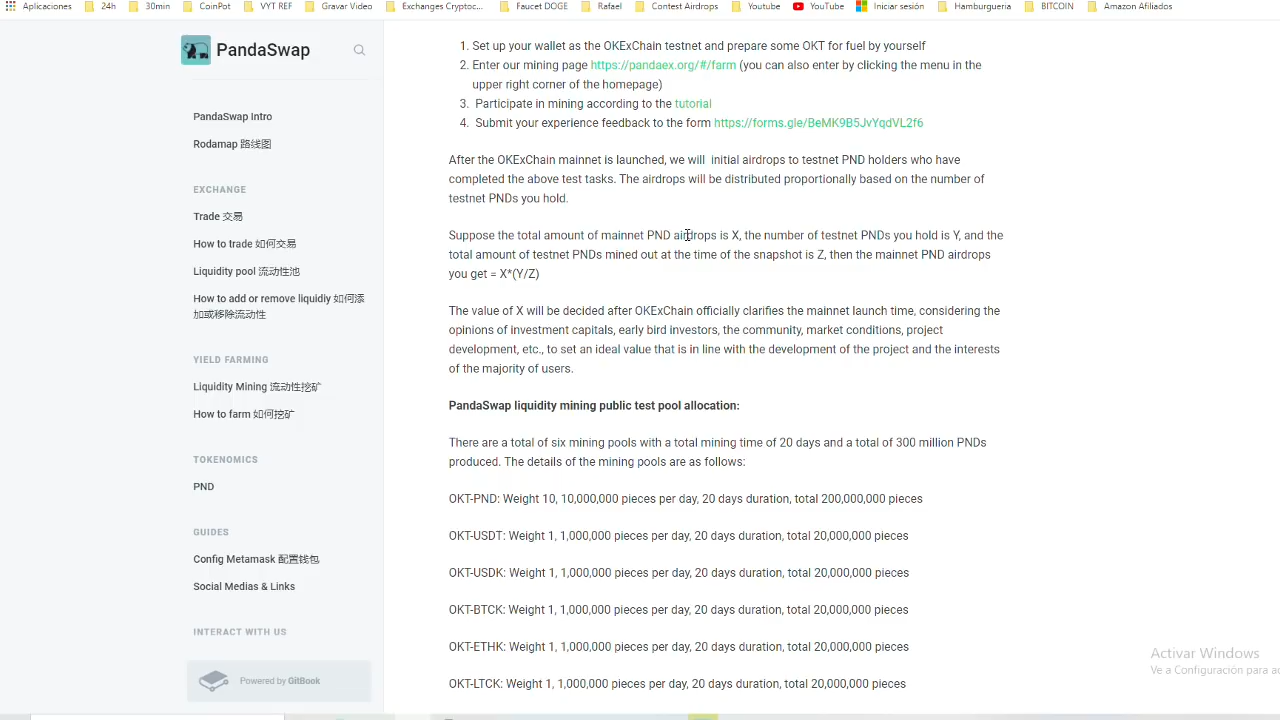 Aplicaciones 24h 30min CoinPot VYT REF Gravar Video Exchanges Cryptoc... Faucet DOGE Rafael Contest Airdrops Youtube YouTube Iniciar sesión Hamburgueria BITCOIN Amazon Afiliados
PandaSwap
PandaSwap Intro
Rodamap 路线图
EXCHANGE
Trade 交易
How to trade 如何交易
Liquidity pool 流动性池
How to add or remove liquidiy 如何添
加或移除流动性
YIELD FARMING
Liquidity Mining 流动性挖矿
How to farm 如何挖矿
TOKENOMICS
PND
GUIDES
Config Metamask 配置钱包
Social Medias & Links
INTERACT WITH US
Powered by GitBook
1. Set up your wallet as the OKExChain testnet and prepare some OKT for fuel by yourself
2. Enter our mining page https://pandaex.org/#/farm (you can also enter by clicking the menu in the
upper right corner of the homepage)
3. Participate in mining according to the tutorial
4. Submit your experience feedback to the form https://forms.gle/BeMK9B5JvYqdVL2f6
After the OKExChain mainnet is launched, we will initial airdrops to testnet PND holders who have
completed the above test tasks. The airdrops will be distributed proportionally based on the number of
testnet PNDs you hold.
Suppose the total amount of mainnet PND airdrops is X, the number of testnet PNDs you hold is Y, and the
total amount of testnet PNDs mined out at the time of the snapshot is Z, then the mainnet PND airdrops
you get = X*(Y/Z)
The value of X will be decided after OKExChain officially clarifies the mainnet launch time, considering the
opinions of investment capitals, early bird investors, the community, market conditions, project
development, etc., to set an ideal value that is in line with the development of the project and the interests
of the majority of users.
PandaSwap liquidity mining public test pool allocation:
There are a total of six mining pools with a total mining time of 20 days and a total of 300 million PNDs
produced. The details of the mining pools are as follows:
OKT-PND: Weight 10, 10,000,000 pieces per day, 20 days duration, total 200,000,000 pieces
OKT-USDT: Weight 1, 1,000,000 pieces per day, 20 days duration, total 20,000,000 pieces
OKT-USDK: Weight 1, 1,000,000 pieces per day, 20 days duration, total 20,000,000 pieces
OKT-BTCK: Weight 1, 1,000,000 pieces per day, 20 days duration, total 20,000,000 pieces
OKT-ETHK: Weight 1, 1,000,000 pieces per day, 20 days duration, total 20,000,000 pieces
OKT-LTCK: Weight 1, 1,000,000 pieces per day, 20 days duration, total 20,000,000 pieces
Activar Windows
Ve a Configuración para